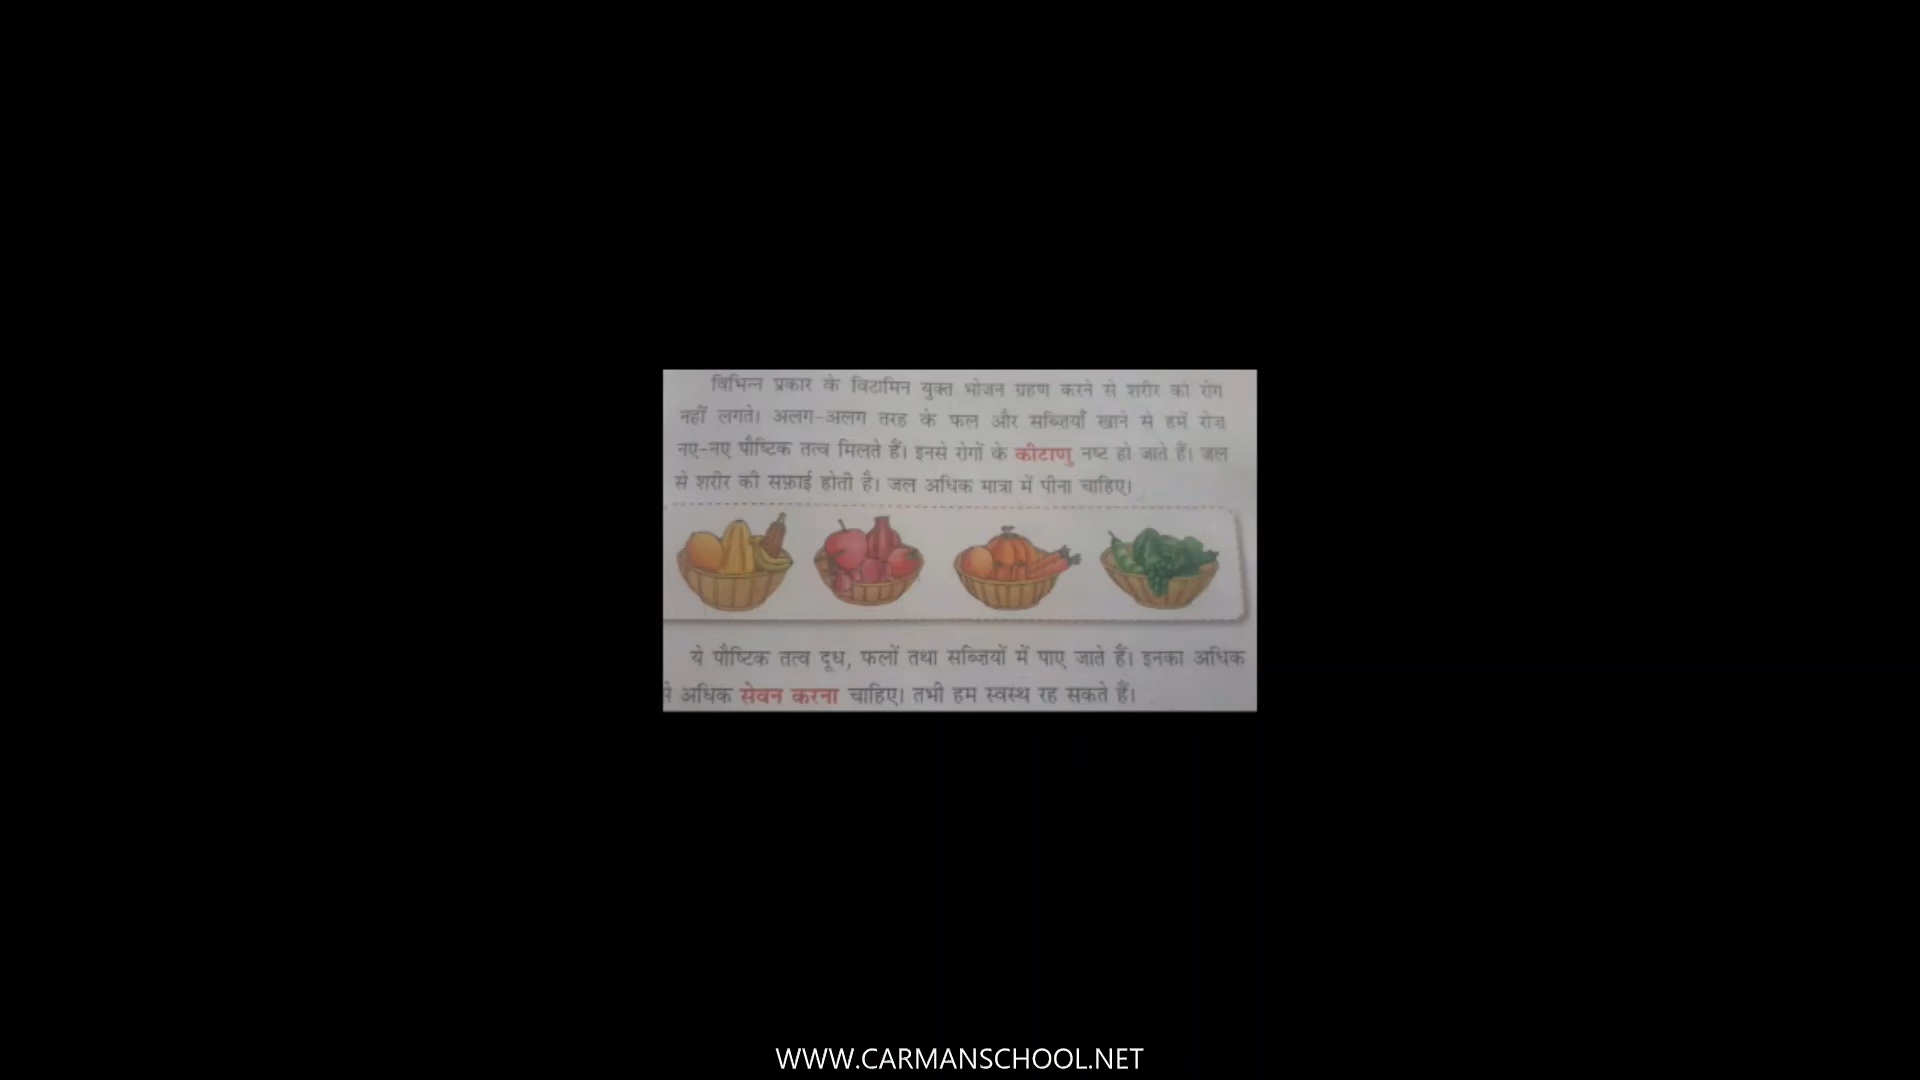 विभिन्न प्रकार के विटामिन युक्त भोजन ग्रहण करने से शरीर को रोग
नहीं लगते। अलग-अलग तरह के फल और सब्ज़ियाँ खाने से हमें रोज़
नए-नए पौष्टिक तत्व मिलते हैं। इनसे रोगों के कीटाणु नष्ट हो जाते हैं। जल
से शरीर की सफ़ाई होती है। जल अधिक मात्रा में पीना चाहिए।
ये पौष्टिक तत्व दूध, फलों तथा सब्ज़ियों में पाए जाते हैं। इनका अधिक
से अधिक सेवन करना चाहिए। तभी हम स्वस्थ रह सकते हैं।
WWW.CARMANSCHOOL.NET